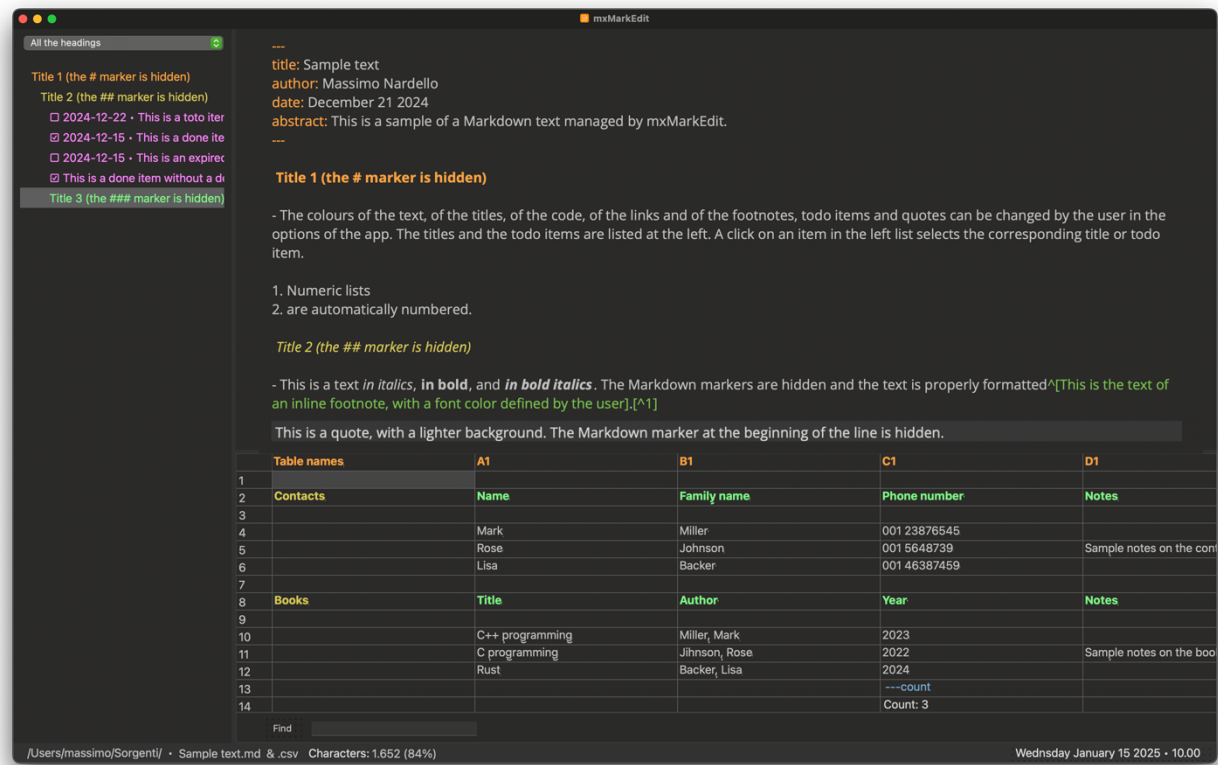 mxMarkEdit
All the headings
Title 1 (the # marker is hidden)
Title 2 (the ## marker is hidden)
☐ 2024-12-22 • This is a toto iter
☑ 2024-12-15 • This is a done ite
☐ 2024-12-15 • This is an expired
☑ This is a done item without a de
Title 3 (the ### marker is hidden)
---
title: Sample text
author: Massimo Nardello
date: December 21 2024
abstract: This is a sample of a Markdown text managed by mxMarkEdit.
---
Title 1 (the # marker is hidden)
- The colours of the text, of the titles, of the code, of the links and of the footnotes, todo items and quotes can be changed by the user in the
options of the app. The titles and the todo items are listed at the left. A click on an item in the left list selects the corresponding title or todo
item.
1. Numeric lists
2. are automatically numbered.
Title 2 (the ## marker is hidden)
- This is a text in italics, in bold, and in bold italics. The Markdown markers are hidden and the text is properly formatted^[This is the text of
an inline footnote, with a font color defined by the user].[^1]
This is a quote, with a lighter background. The Markdown marker at the beginning of the line is hidden.
Table names A1 B1 C1 D1
1
2 Contacts Name Family name Phone number Notes
3
4 Mark Miller 001 23876545
5 Rose Johnson 001 5648739 Sample notes on the cont
6 Lisa Backer 001 46387459
7
8 Books Title Author Year Notes
9
10 C++ programming Miller, Mark 2023
11 C programming Jihnson, Rose 2022 Sample notes on the boo
12 Rust Backer, Lisa 2024
13 ---count
14 Count: 3
Find
/Users/massimo/Sorgenti/ • Sample text.md & .csv Characters: 1.652 (84%) Wednsday January 15 2025 • 10.00